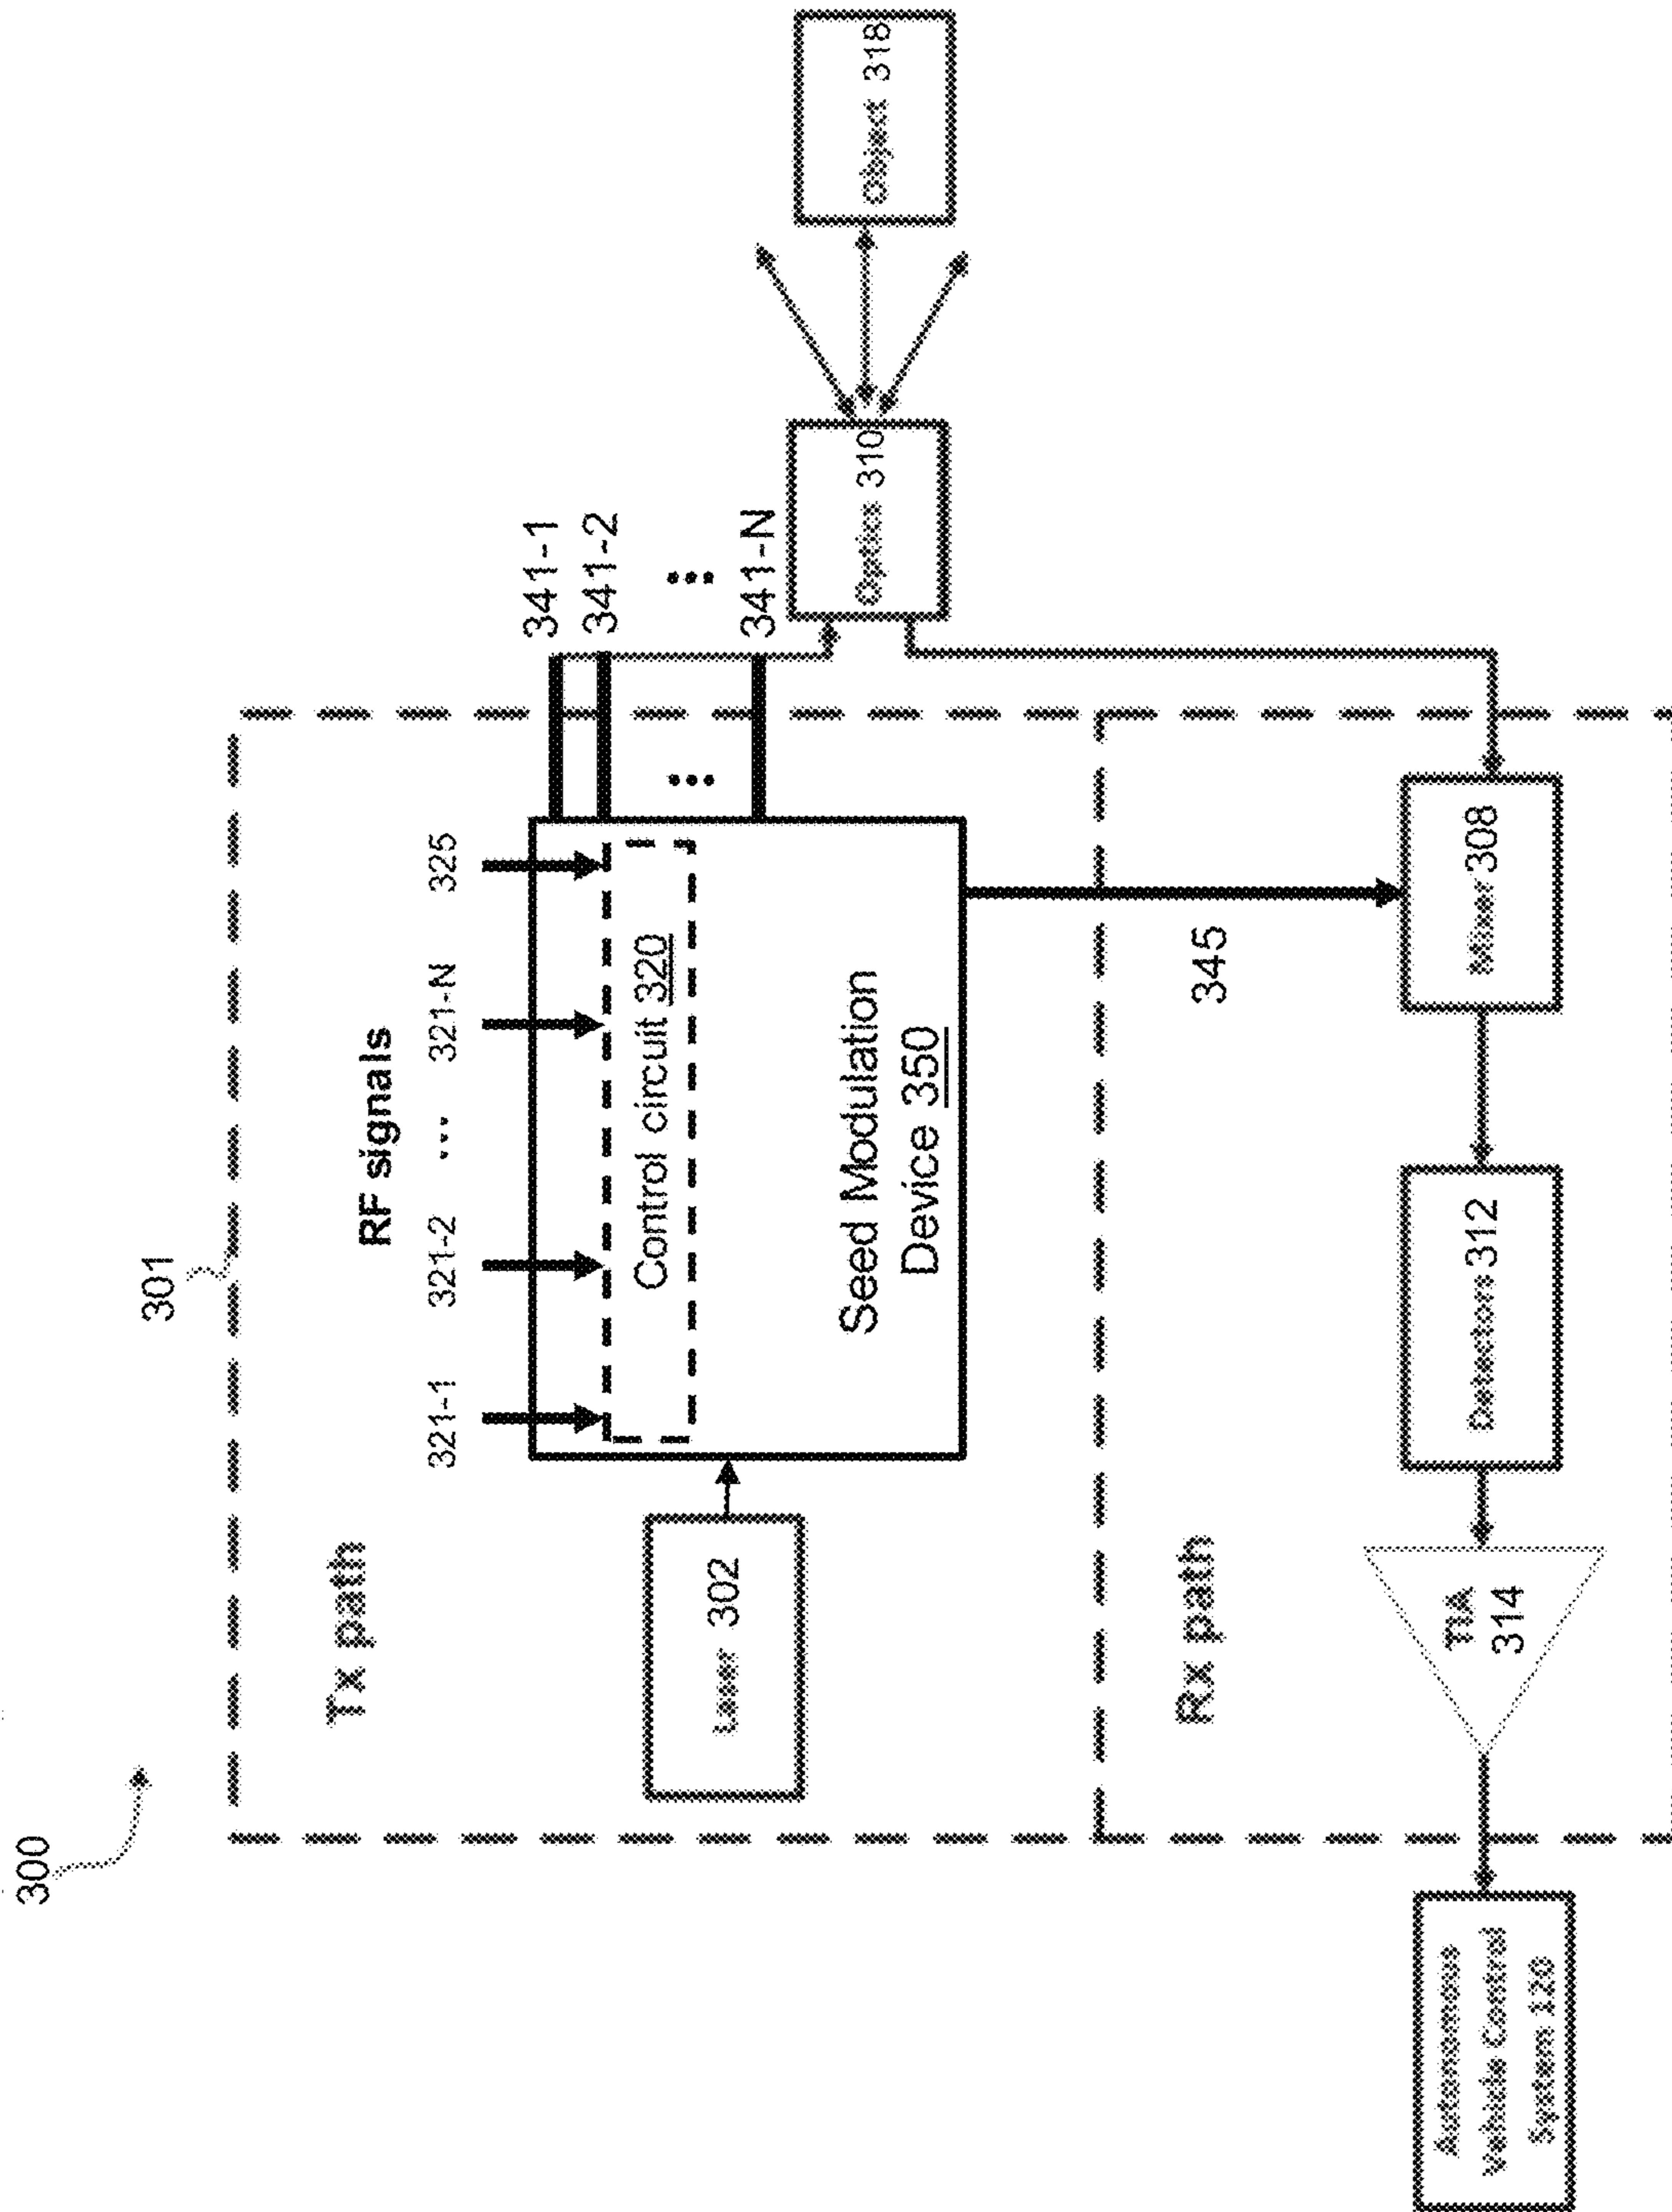 300
301
Tx path
RF signals
321-1 321-2 ... 321-N 325
Control circuit 320
Seed Modulation
Device 350
Laser 302
341-1
341-2
341-N
Optics 310
Object 318
345
Rx path
Mixer 308
Detectors 312
TIA
314
Autonomous
Vehicle Control
System 120